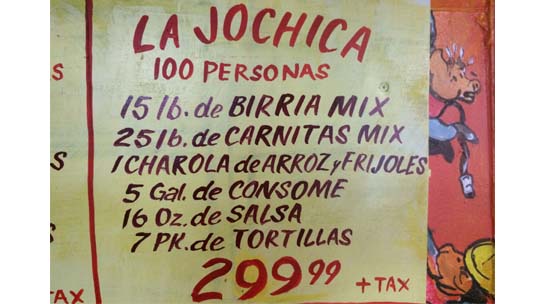 LA JOCHICA
100 PERSONAS
15 lb. de BIRRIA MIX
25 lb. de CARNITAS MIX
1 CHAROLA de ARROZ y FRIJOLES
5 Gal. de CONSOME
16 Oz. de SALSA
7 PK. de TORTILLAS
299 99 + TAX
AX